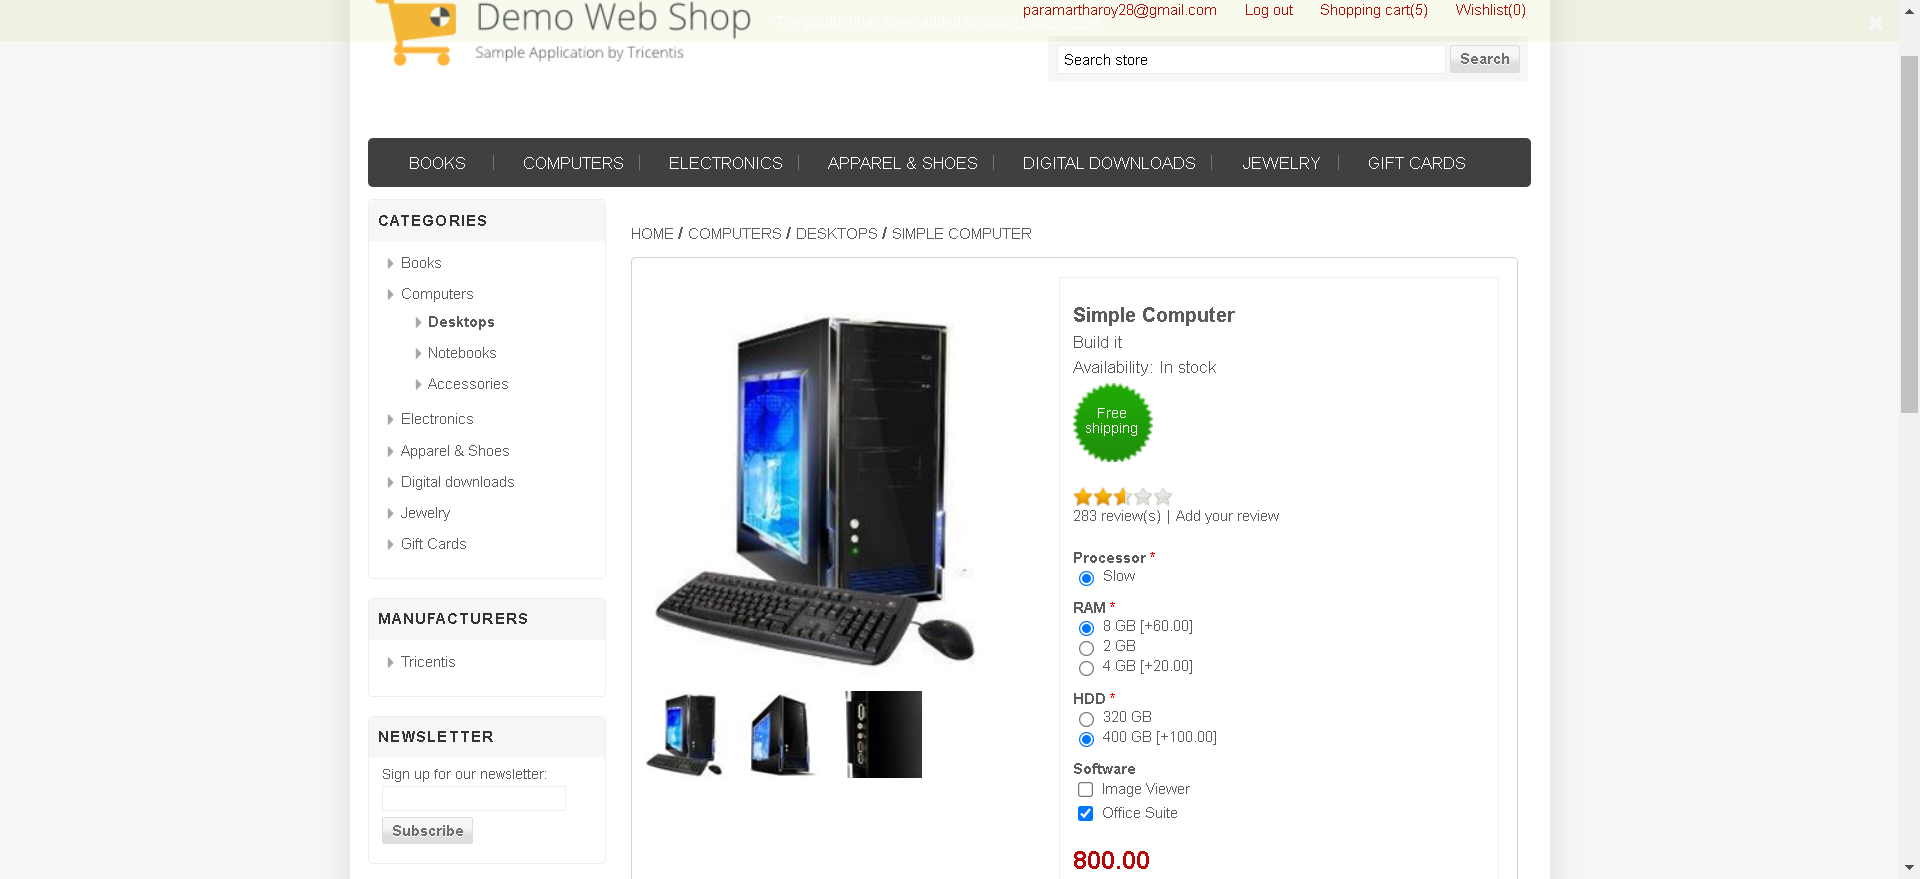 Demo Web Shop
Sample Application by Tricentis
The product has been added to your shopping cart
paramartharoy28@gmail.com Log out Shopping cart(5) Wishlist(0)
Search store Search
BOOKS COMPUTERS ELECTRONICS APPAREL & SHOES DIGITAL DOWNLOADS JEWELRY GIFT CARDS
CATEGORIES
Books
Computers
Desktops
Notebooks
Accessories
Electronics
Apparel & Shoes
Digital downloads
Jewelry
Gift Cards
MANUFACTURERS
Tricentis
NEWSLETTER
Sign up for our newsletter:
Subscribe
HOME / COMPUTERS / DESKTOPS / SIMPLE COMPUTER
Simple Computer
Build it
Availability: In stock
Free
shipping
283 review(s) | Add your review
Processor *
Slow
RAM *
8 GB [+60.00]
2 GB
4 GB [+20.00]
HDD *
320 GB
400 GB [+100.00]
Software
Image Viewer
Office Suite
800.00